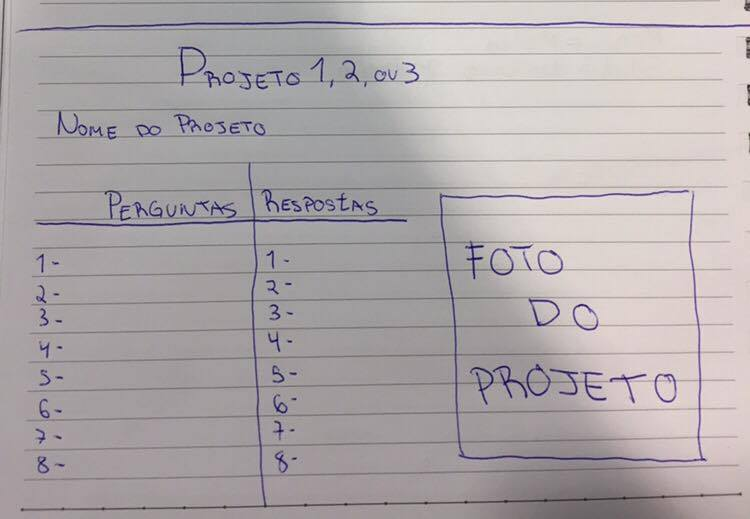 PROJETO 1, 2, OU 3
NOME DO PROJETO
PERGUNTAS RESPOSTAS
1- 1-
2- 2-
3- 3-
4- 4-
5- 5-
6- 6-
7- 7-
8- 8-
FOTO
DO
PROJETO